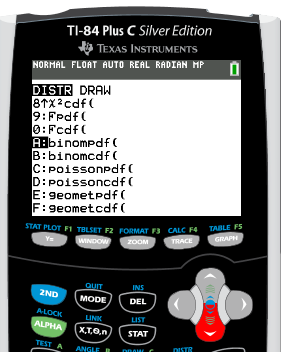 TI-84 Plus C Silver Edition
TEXAS INSTRUMENTS
NORMAL FLOAT AUTO REAL RADIAN MP
DISTR DRAW
8↑χ²cdf(
9:Fpdf(
0:Fcdf(
A:binompdf(
B:binomcdf(
C:poissonpdf(
D:poissoncdf(
E:geometpdf(
F:geometcdf(
STAT PLOT F1 TBLSET F2 FORMAT F3 CALC F4 TABLE F5
Y= WINDOW ZOOM TRACE GRAPH
QUIT INS
2ND MODE DEL
A-LOCK LINK LIST
ALPHA X,T,θ,n STAT
TEST A ANGLE B DRAW C DISTR